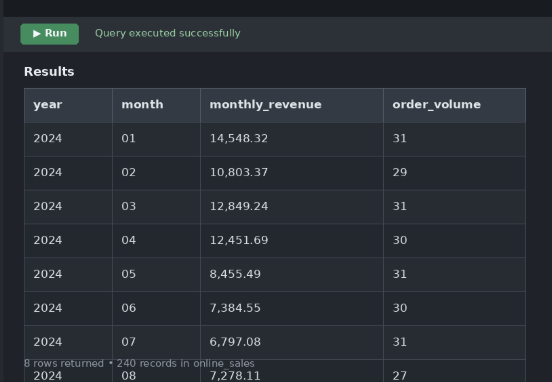 ▶ Run Query executed successfully
Results
year month monthly_revenue order_volume
2024 01 14,548.32 31
2024 02 10,803.37 29
2024 03 12,849.24 31
2024 04 12,451.69 30
2024 05 8,455.49 31
2024 06 7,384.55 30
2024 07 6,797.08 31
8 rows returned • 240 records in online_sales
2024 08 7,278.11 27